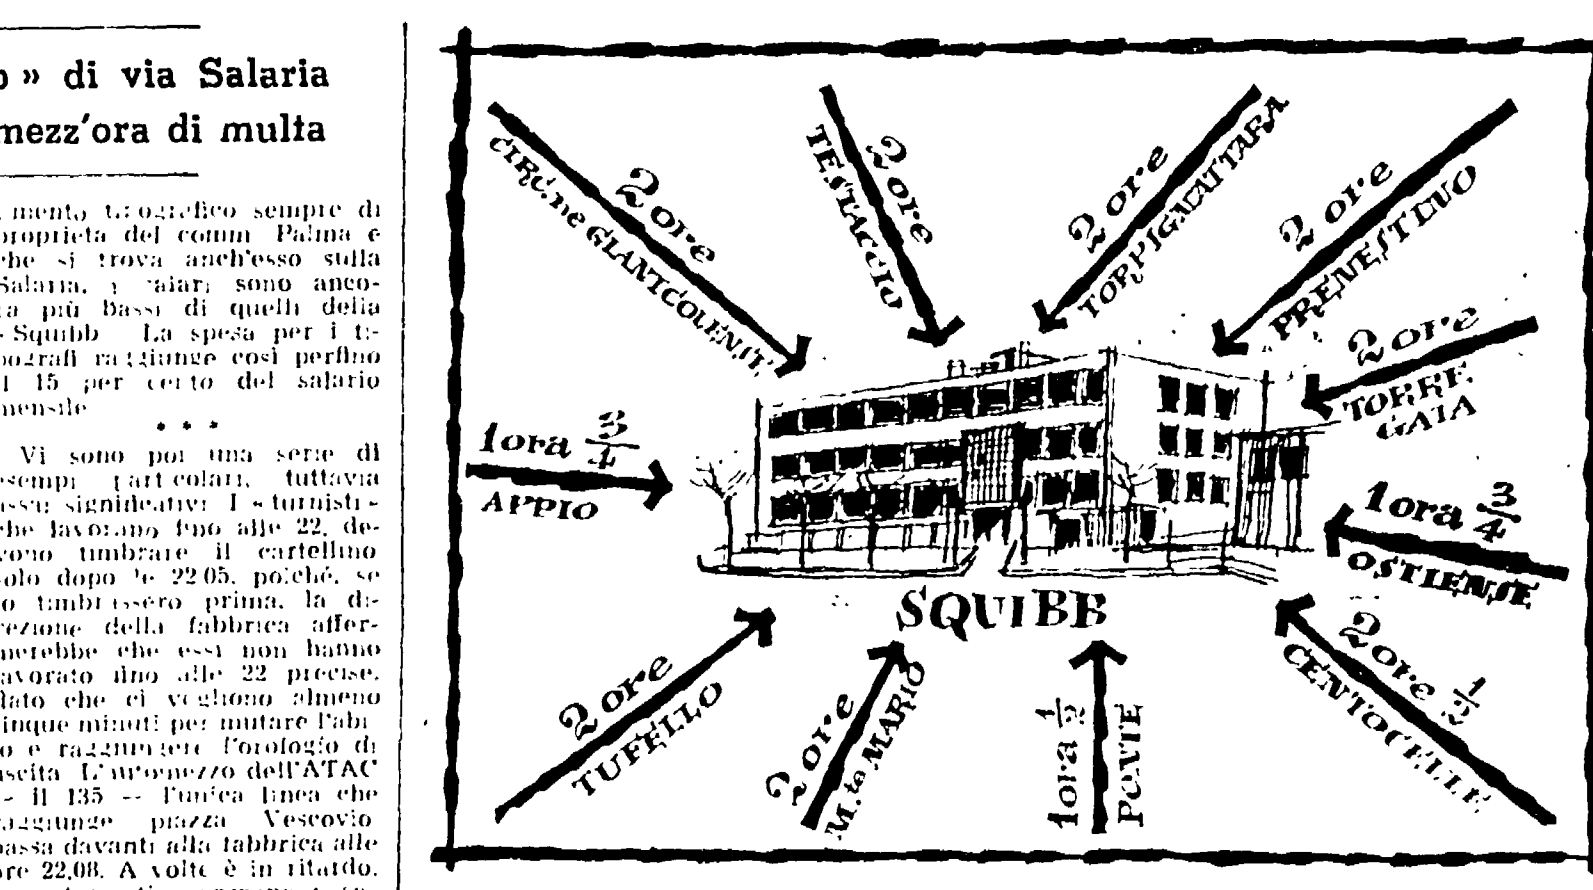 » di via Salaria
mezz'ora di multa
mento tipografico sempre di
proprietà del comm Palma e
che si trova anch'esso sulla
Salaria, i salari sono anco-
ra più bassi di quelli della
Squibb La spesa per i ti-
pografi raggiunge così perfino
il 15 per cento del salario
mensile
* * *
Vi sono poi una serie di
esempi particolari, tuttavia
assai significativi I «turnisti»
che lavorano fino alle 22, de-
vono timbrare il cartellino
solo dopo le 22 05, poiché, se
lo timbrassero prima, la di-
rezione della fabbrica affer-
merebbe che essi non hanno
lavorato fino alle 22 precise,
dato che ci vogliono almeno
cinque minuti per mutare l'abi-
to e raggiungere l'orologio di
uscita L'automezzo dell'ATAC
- il 135 -- l'unica linea che
raggiunge piazza Vescovio
passa davanti alla fabbrica alle
ore 22,08. A volte è in ritardo,
2 ore
CIRC.ne GIANICOLENSE
2 ore
TESTACCIO
2 ore
TORPIGNATTARA
2 ore
PRENESTINO
2 ore
TORRE
GAIA
1 ora 3/4
APPIO
1 ora 3/4
OSTIENSE
SQUIBB
2 ore
TUFELLO
2 ore
M.te MARIO
1 ora 1/2
PONTE
2 ore 1/2
CENTOCELLE